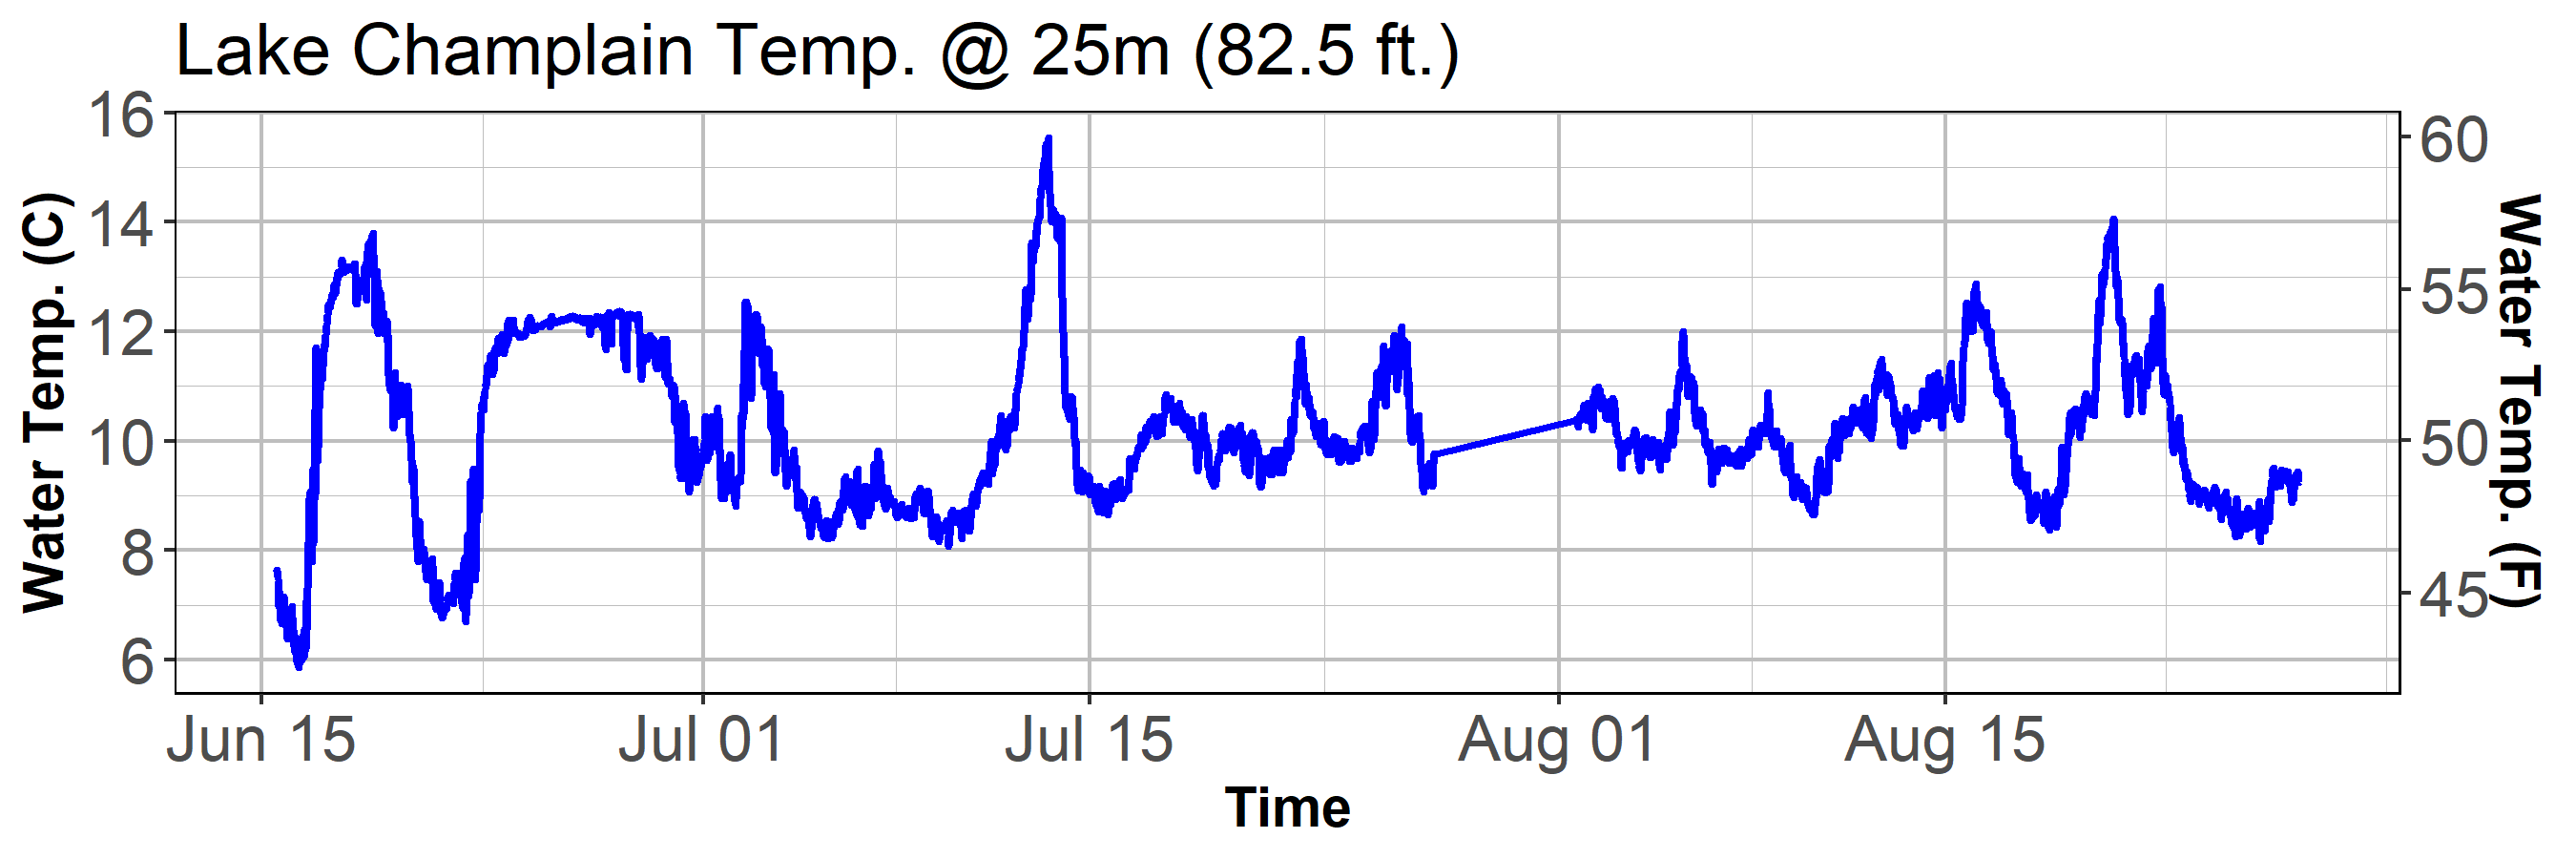 Lake Champlain Temp. @ 25m (82.5 ft.)
Water Temp. (C)
16
14
12
10
8
6
60
55
50
45
Water Temp. (F)
Jun 15
Jul 01
Jul 15
Aug 01
Aug 15
Time